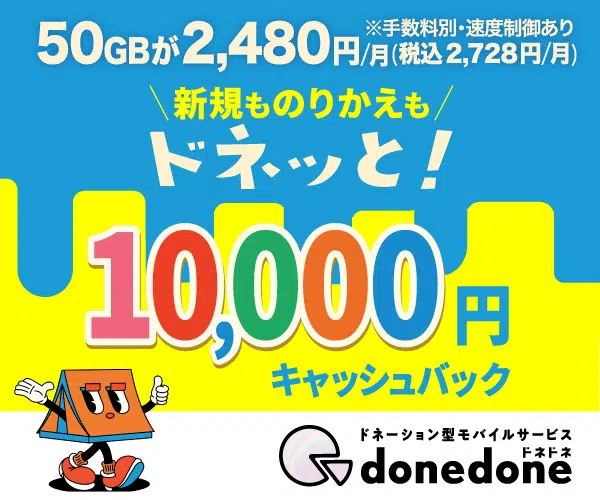 50GBが2,480円/月(税込2,728円/月)
※手数料別・速度制御あり
\新規ものりかえも/
ドネッと!
10,000円
キャッシュバック
ドネーション型モバイルサービス
ドネドネ
donedone